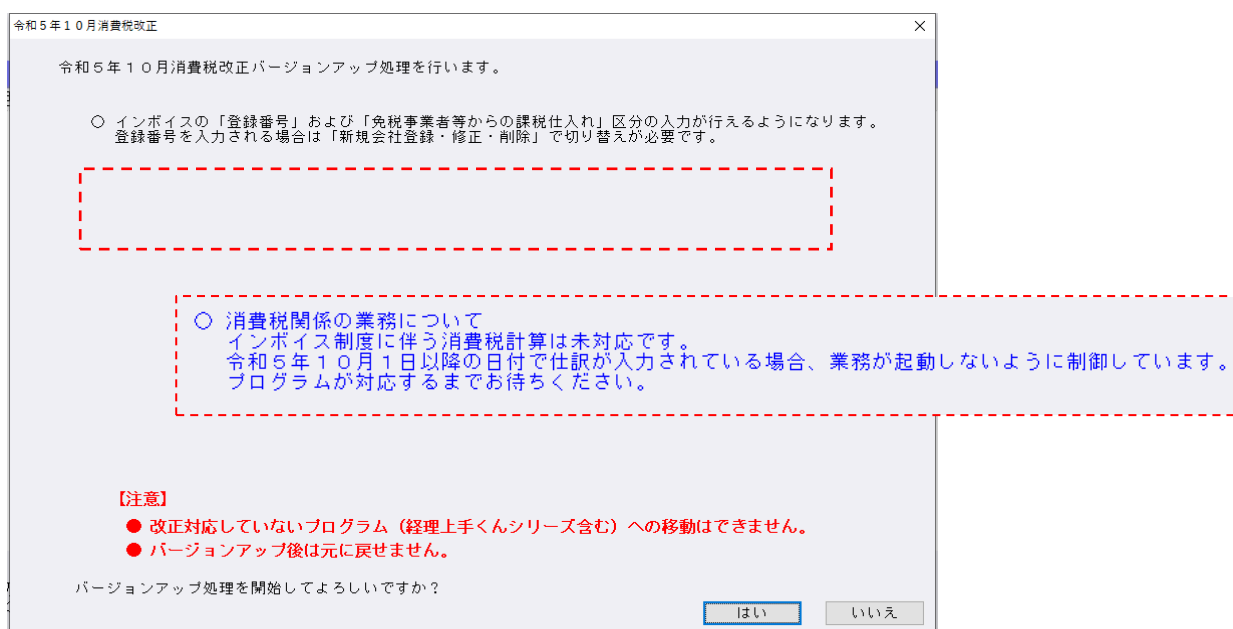 令和５年１０月消費税改正
令和５年１０月消費税改正バージョンアップ処理を行います。
○ インボイスの「登録番号」および「免税事業者等からの課税仕入れ」区分の入力が行えるようになります。
登録番号を入力される場合は「新規会社登録・修正・削除」で切り替えが必要です。
○ 消費税関係の業務について
インボイス制度に伴う消費税計算は未対応です。
令和５年１０月１日以降の日付で仕訳が入力されている場合、業務が起動しないように制御しています。
プログラムが対応するまでお待ちください。
【注意】
● 改正対応していないプログラム（経理上手くんシリーズ含む）への移動はできません。
● バージョンアップ後は元に戻せません。
バージョンアップ処理を開始してよろしいですか？
はい
いいえ